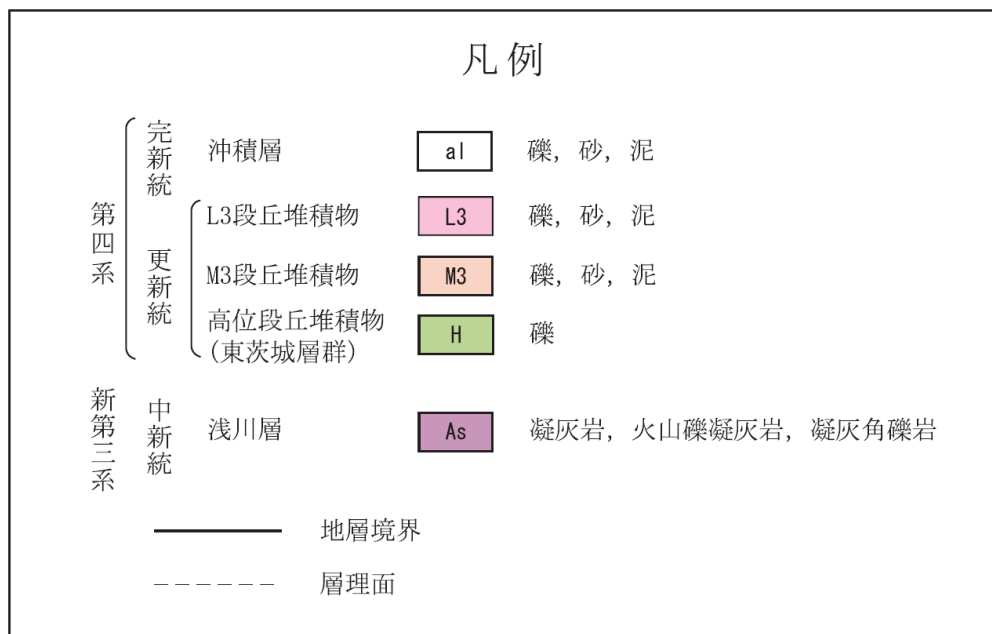 凡例
第四系
完新統
沖積層 al 礫, 砂, 泥
更新統
L3段丘堆積物 L3 礫, 砂, 泥
M3段丘堆積物 M3 礫, 砂, 泥
高位段丘堆積物
(東茨城層群) H 礫
新第三系
中新統
浅川層 As 凝灰岩, 火山礫凝灰岩, 凝灰角礫岩
地層境界
層理面